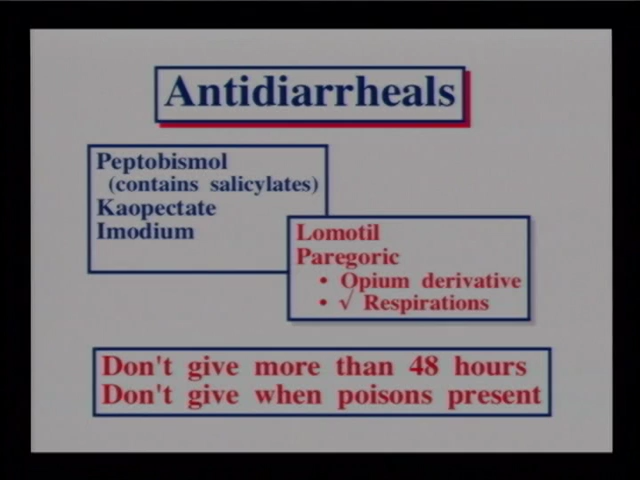 Antidiarrheals
Peptobismol
(contains salicylates)
Kaopectate
Imodium
Lomotil
Paregoric
• Opium derivative
• √ Respirations
Don't give more than 48 hours
Don't give when poisons present